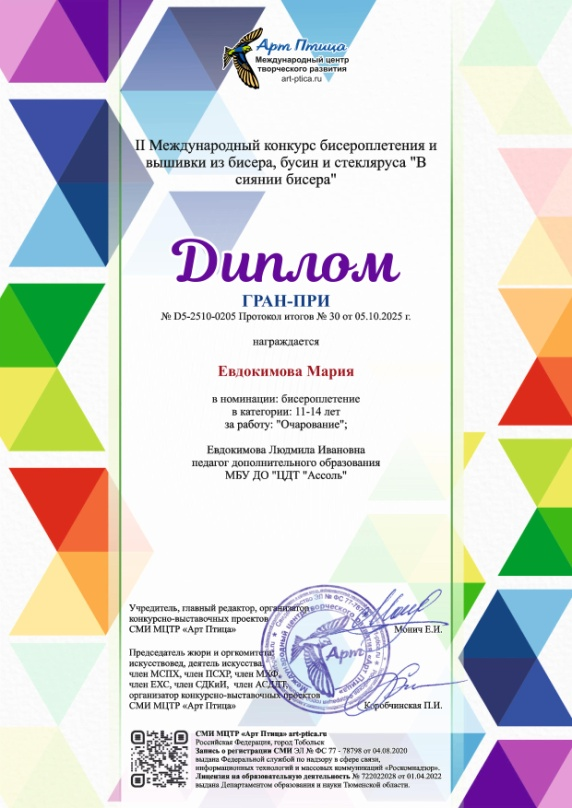 Арт Птица
Международный центр
творческого развития
art-ptica.ru
II Международный конкурс бисероплетения и
вышивки из бисера, бусин и стекляруса "В
сиянии бисера"
Диплом
ГРАН-ПРИ
№ D5-2510-0205 Протокол итогов № 30 от 05.10.2025 г.
награждается
Евдокимова Мария
в номинации: бисероплетение
в категории: 11-14 лет
за работу: "Очарование";
Евдокимова Людмила Ивановна
педагог дополнительного образования
МБУ ДО "ЦДТ "Ассоль"
Учредитель, главный редактор, организатор
конкурсно-выставочных проектов
СМИ МЦТР «Арт Птица»
Монич Е.И.
Председатель жюри и оргкомитета,
искусствовед, деятель искусства,
член МСПХ, член ПСХР, член МХФ,
член ЕХС, член СДКиИ, член АСДДТ,
организатор конкурсно-выставочных проектов
СМИ МЦТР «Арт Птица»
Коробчинская П.И.
СМИ МЦТР «Арт Птица» art-ptica.ru
Российская Федерация, город Тобольск
Запись о регистрации СМИ ЭЛ № ФС 77 - 78798 от 04.08.2020
выдана Федеральной службой по надзору в сфере связи,
информационных технологий и массовых коммуникаций «Роскомнадзор».
Лицензия на образовательную деятельность № 722022028 от 01.04.2022
выдана Департаментом образования и науки Тюменской области.